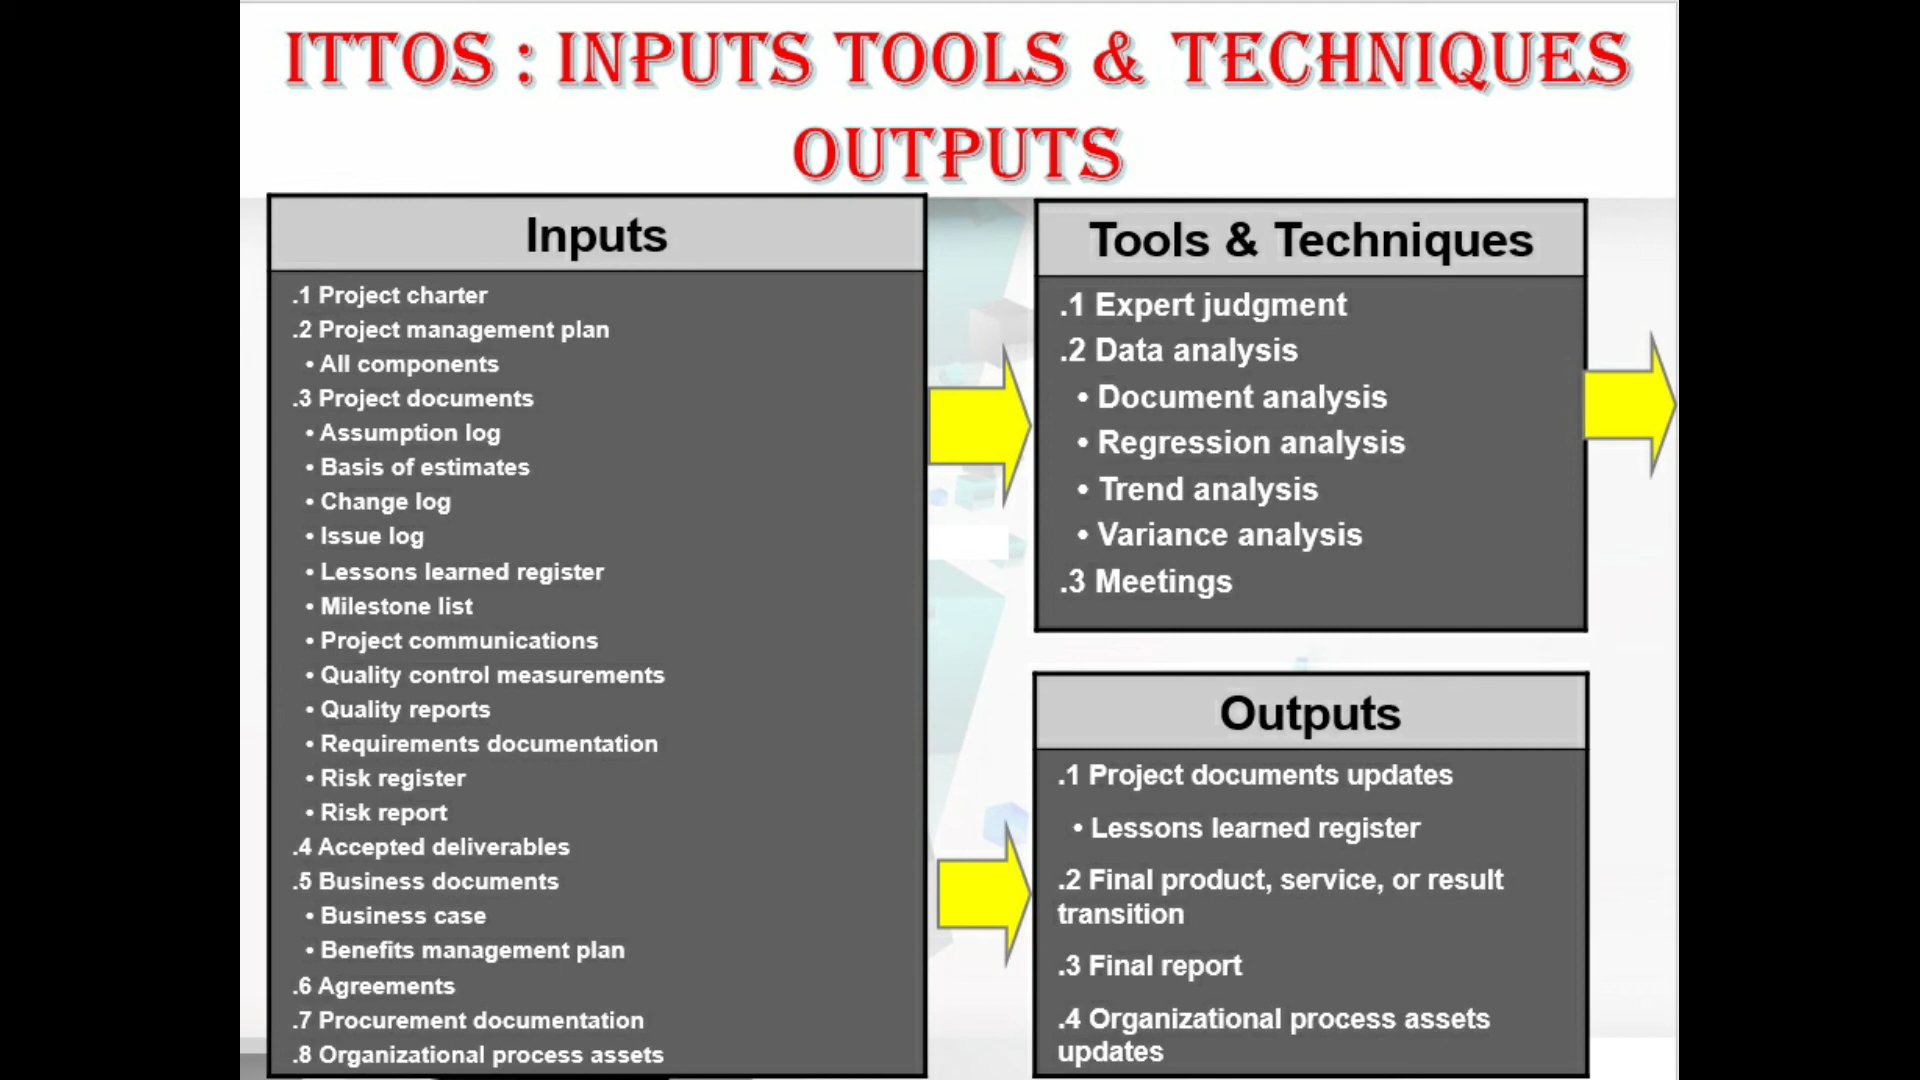 ITTOS : INPUTS TOOLS & TECHNIQUES
OUTPUTS
Inputs
.1 Project charter
.2 Project management plan
• All components
.3 Project documents
• Assumption log
• Basis of estimates
• Change log
• Issue log
• Lessons learned register
• Milestone list
• Project communications
• Quality control measurements
• Quality reports
• Requirements documentation
• Risk register
• Risk report
.4 Accepted deliverables
.5 Business documents
• Business case
• Benefits management plan
.6 Agreements
.7 Procurement documentation
.8 Organizational process assets
Tools & Techniques
.1 Expert judgment
.2 Data analysis
• Document analysis
• Regression analysis
• Trend analysis
• Variance analysis
.3 Meetings
Outputs
.1 Project documents updates
• Lessons learned register
.2 Final product, service, or result
transition
.3 Final report
.4 Organizational process assets
updates